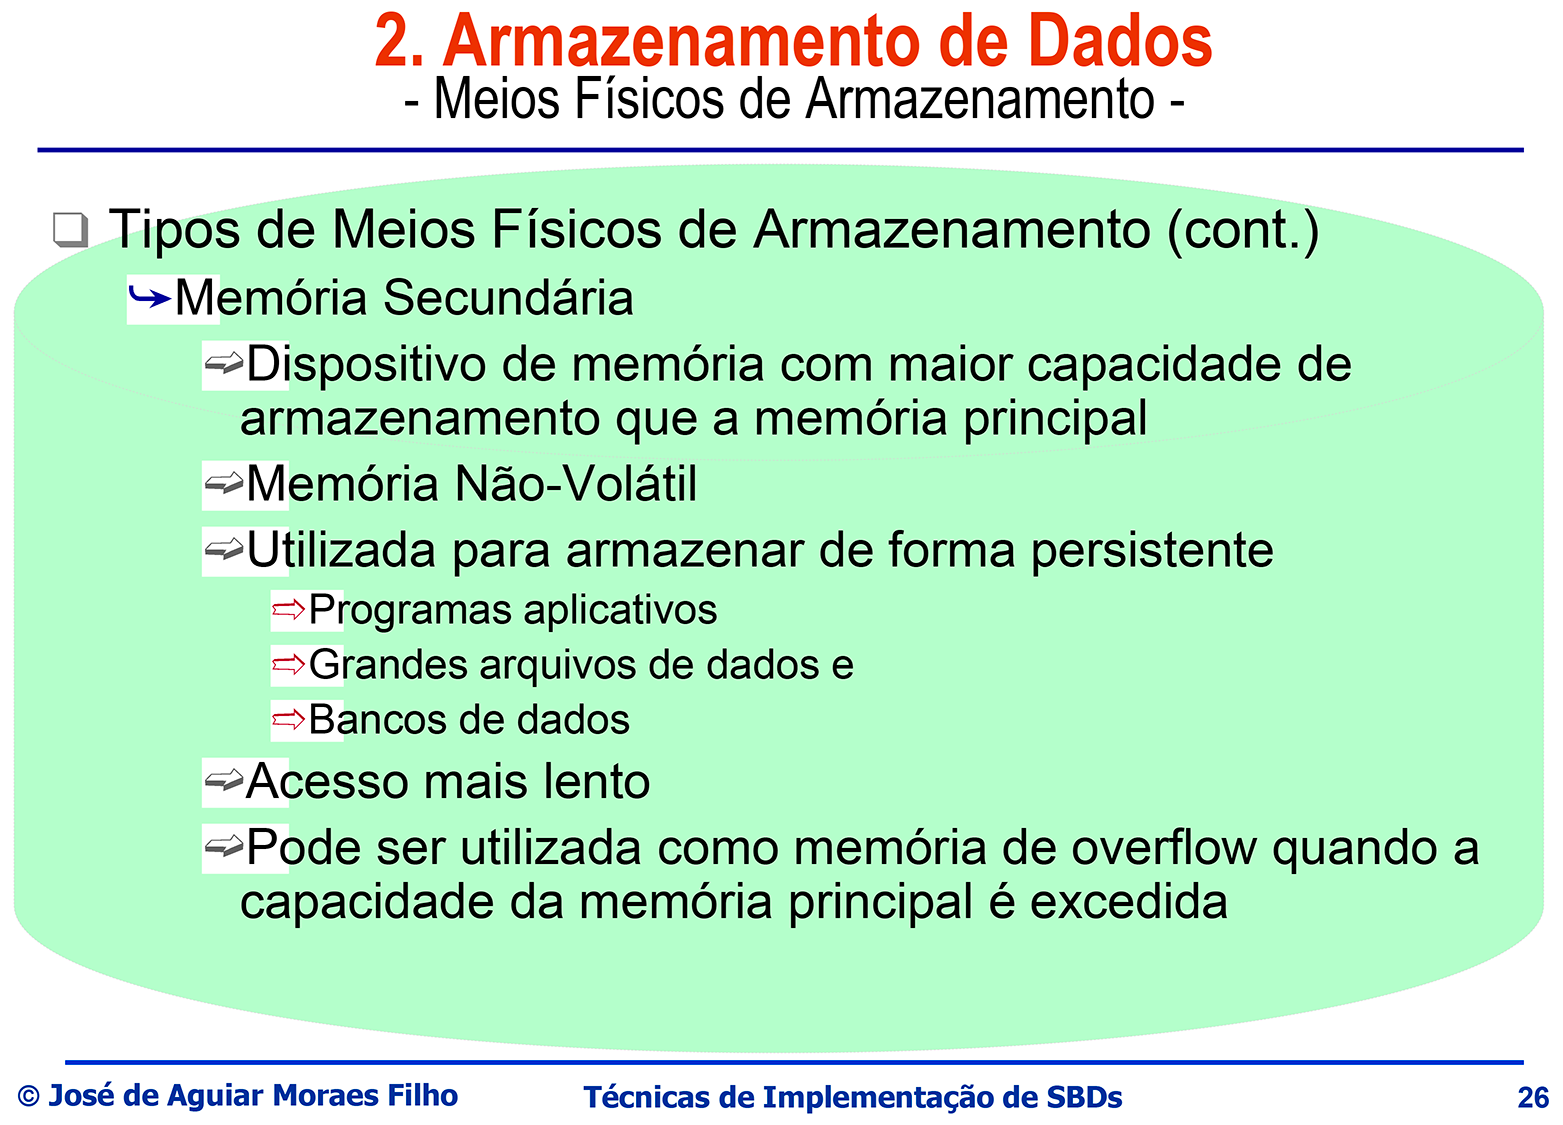 2. Armazenamento de Dados
- Meios Físicos de Armazenamento -
Tipos de Meios Físicos de Armazenamento (cont.)
Memória Secundária
Dispositivo de memória com maior capacidade de
armazenamento que a memória principal
Memória Não-Volátil
Utilizada para armazenar de forma persistente
Programas aplicativos
Grandes arquivos de dados e
Bancos de dados
Acesso mais lento
Pode ser utilizada como memória de overflow quando a
capacidade da memória principal é excedida
© José de Aguiar Moraes Filho
Técnicas de Implementação de SBDs
26